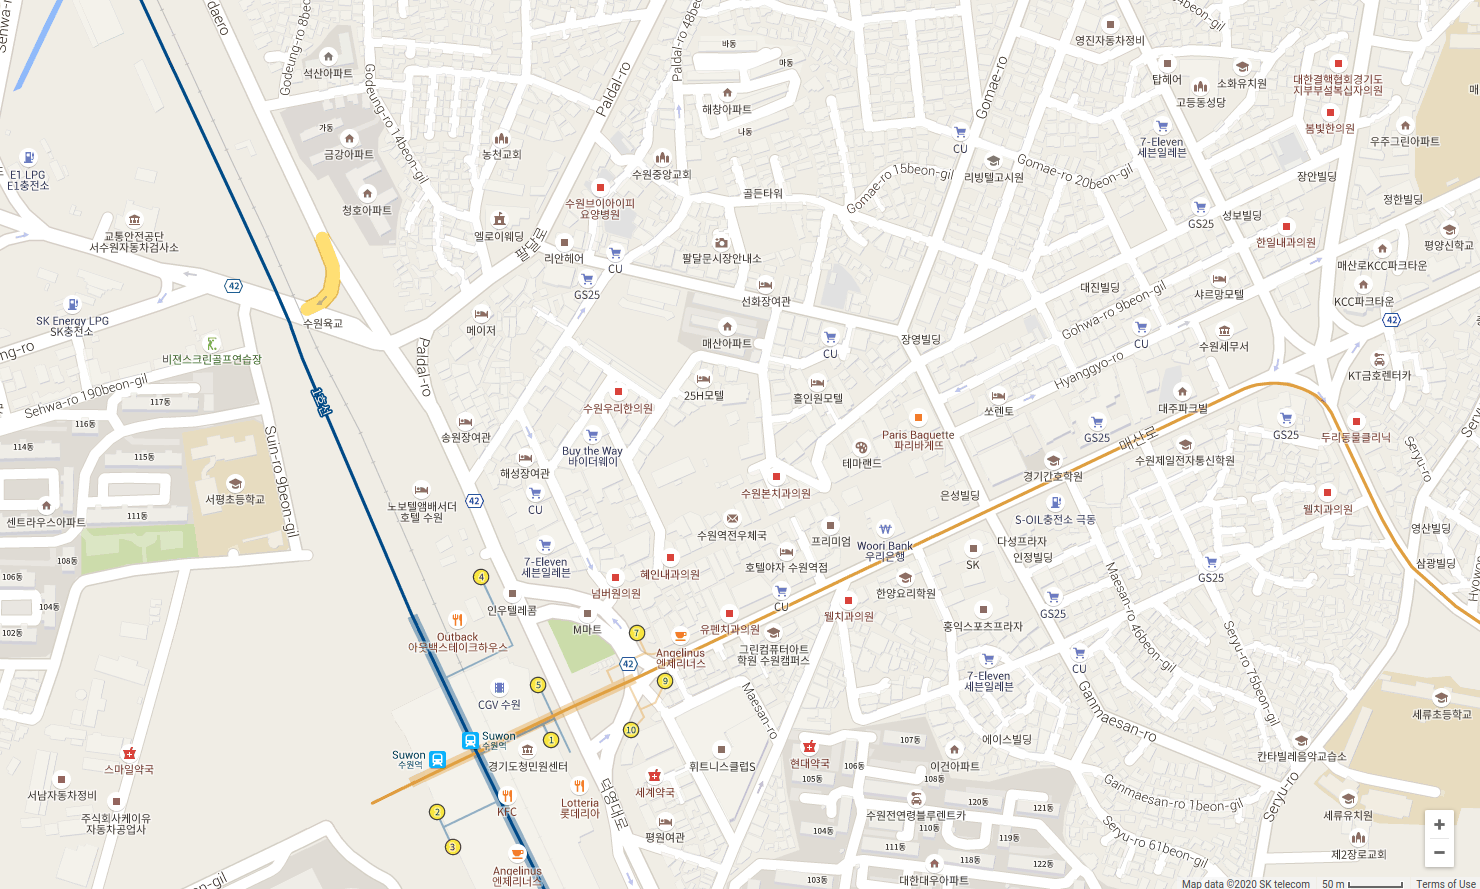 Senwa-ro
daero
Godeung-ro 8beon-gil
석산아파트
Godeung-ro 14beon-gil
가동
금강아파트
청호아파트
농천교회
Paldal-ro
Paldal-ro 48beon-gil
바동
마동
해창아파트
나동
수원중앙교회
수원브이아이피
요양병원
엘로이웨딩
팔달로
리안헤어
CU
GS25
골든타워
팔달문시장안내소
선화장여관
Gomae-ro
CU
리빙텔고시원
Gomae-ro 15beon-gil
Gomae-ro 20beon-gil
영진자동차정비
탑헤어
소화유치원
고등동성당
7-Eleven
세븐일레븐
대한결핵협회경기도
지부부설복십자의원
봄빛한의원
우주그린아파트
장안빌딩
정한빌딩
성보빌딩
GS25
한일내과의원
평양신학교
매산로KCC파크타운
KCC파크타운
E1 LPG
E1충전소
교통안전공단
서수원자동차검사소
42
SK Energy LPG
SK충전소
수원육교
비젼스크린골프연습장
Sehwa-ro 190beon-gil
117동
116동
114동
115동
111동
센트라우스아파트
108동
106동
104동
102동
Suin-ro 9beon-gil
서평초등학교
1호선
Paldal-ro
메이저
매산아파트
CU
장영빌딩
대진빌딩
Gohwa-ro 9beon-gil
샤르망모텔
CU
수원세무서
42
Hyanggyo-ro
KT금호렌터카
수원우리한의원
25H모텔
홀인원모텔
쏘렌토
대주파크빌
Paris Baguette
파리바게뜨
GS25
매산로
GS25
두리동물클리닉
송원장여관
Buy the Way
바이더웨이
해성장여관
테마랜드
수원제일전자통신학원
경기간호학원
Seryu-ro
CU
42
노보텔앰배서더
호텔 수원
수원본치과의원
은성빌딩
S-OIL충전소 극동
웰치과의원
영산빌딩
수원역전우체국
프리미엄
Woori Bank
우리은행
다성프라자
인정빌딩
SK
7-Eleven
세븐일레븐
혜인내과의원
호텔야자 수원역점
GS25
삼광빌딩
4
넘버원의원
한양요리학원
Maesan-ro 46beon-gil
인우텔레콤
CU
CU
M마트
홍익스포츠프라자
웰치과의원
유펜치과의원
Outback
아웃백스테이크하우스
7
Angelinus
엔제리너스
그린컴퓨터아트
학원 수원캠퍼스
42
9
5
CGV 수원
7-Eleven
세븐일레븐
CU
Seryu-ro 75beon-gil
Maesan-ro
Ganmaesan-ro
세류초등학교
10
1
Suwon
수원역
Suwon
수원역
경기도청민원센터
휘트니스클럽S
현대약국
107동
에이스빌딩
이건아파트
칸타빌레음악교습소
스마일약국
서남자동차정비
주식회사케이유
자동차공업사
KFC
Lotteria
롯데리아
덕영대로
세계약국
105동
106동
108동
수원전연령블루렌트카
120동
121동
Ganmaesan-ro 1beon-gil
Seryu-ro
세류유치원
2
3
평원여관
104동
110동
111동
119동
118동
122동
Seryu-ro 61beon-gil
제2장로교회
Angelinus
엔제리너스
103동
대한대우아파트
Map data ©2020 SK telecom
50 m
Terms of Use